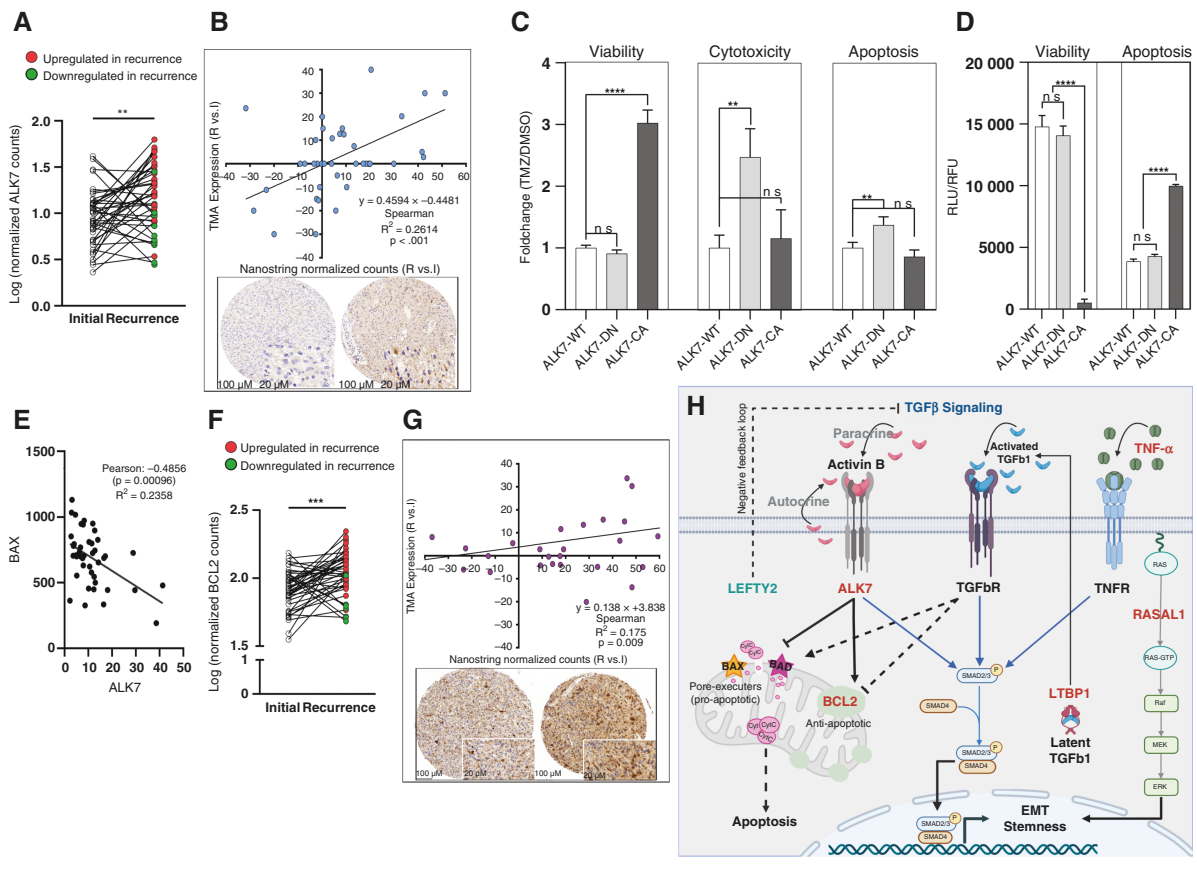 A
Upregulated in recurrence
Downregulated in recurrence
**
2.0
1.5
1.0
0.5
0.0
Log (normalized ALK7 counts)
Initial Recurrence
B
TMA Expression (R vs.I)
40
30
20
10
0
-10
-20
−30
−40
40 -30 -20 -10 0 10 20 30 40 50 60
y = 0.4594 × −0.4481
Spearman
R2 = 0.2614
p < .001
Nanostring normalized counts (R vs.I)
100 µM 20 µM
100 µM 20 µM
C
Viability
Cytotoxicity
Apoptosis
Foldchange (TMZ/DMSO)
4
3
2
1
0
****
n s
**
n s
**
n s
ALK7-WT
ALK7-DN
ALK7-CA
ALK7-WT
ALK7-DN
ALK7-CA
ALK7-WT
ALK7-DN
ALK7-CA
D
Viability
Apoptosis
RLU/RFU
20 000
15 000
10 000
5000
0
****
n s
****
n s
ALK7-WT
ALK7-DN
ALK7-CA
ALK7-WT
ALK7-DN
ALK7-CA
E
1500
1000
500
0
BAX
Pearson: −0.4856
(p = 0.00096)
R2 = 0.2358
0 10 20 30 40 50
ALK7
F
Upregulated in recurrence
Downregulated in recurrence
***
Log (normalized BCL2 counts)
2.5
2.0
1.5
1
0
Initial Recurrence
G
TMA Expression (R vs.I)
40
30
20
10
0
−10
−20
−30
−40
-40 -30 -20 -10 0 10 20 30 40 50 60
y = 0.138 × +3.838
Spearman
R2 = 0.175
p = 0.009
Nanostring normalized counts (R vs.I)
100 µM 20 µM
100 µM 20 µM
H
Negative feedback loop
TGFβ Signaling
Paracrine
Activin B
Autocrine
Activated
TGFb1
TNF-α
LEFTY2
ALK7
TGFbR
TNFR
RAS
RASAL1
RAS-GTP
Raf
MEK
ERK
CytC
CytC
BAX
BAD
Pore-executers
(pro-apoptotic)
BCL2
Anti-apoptotic
Cyt
CytC
CytC
Apoptosis
SMAD2/3
P
SMAD4
SMAD2/3
P
SMAD4
LTBP1
Latent
TGFb1
SMAD2/3
P
SMAD4
EMT
Stemness